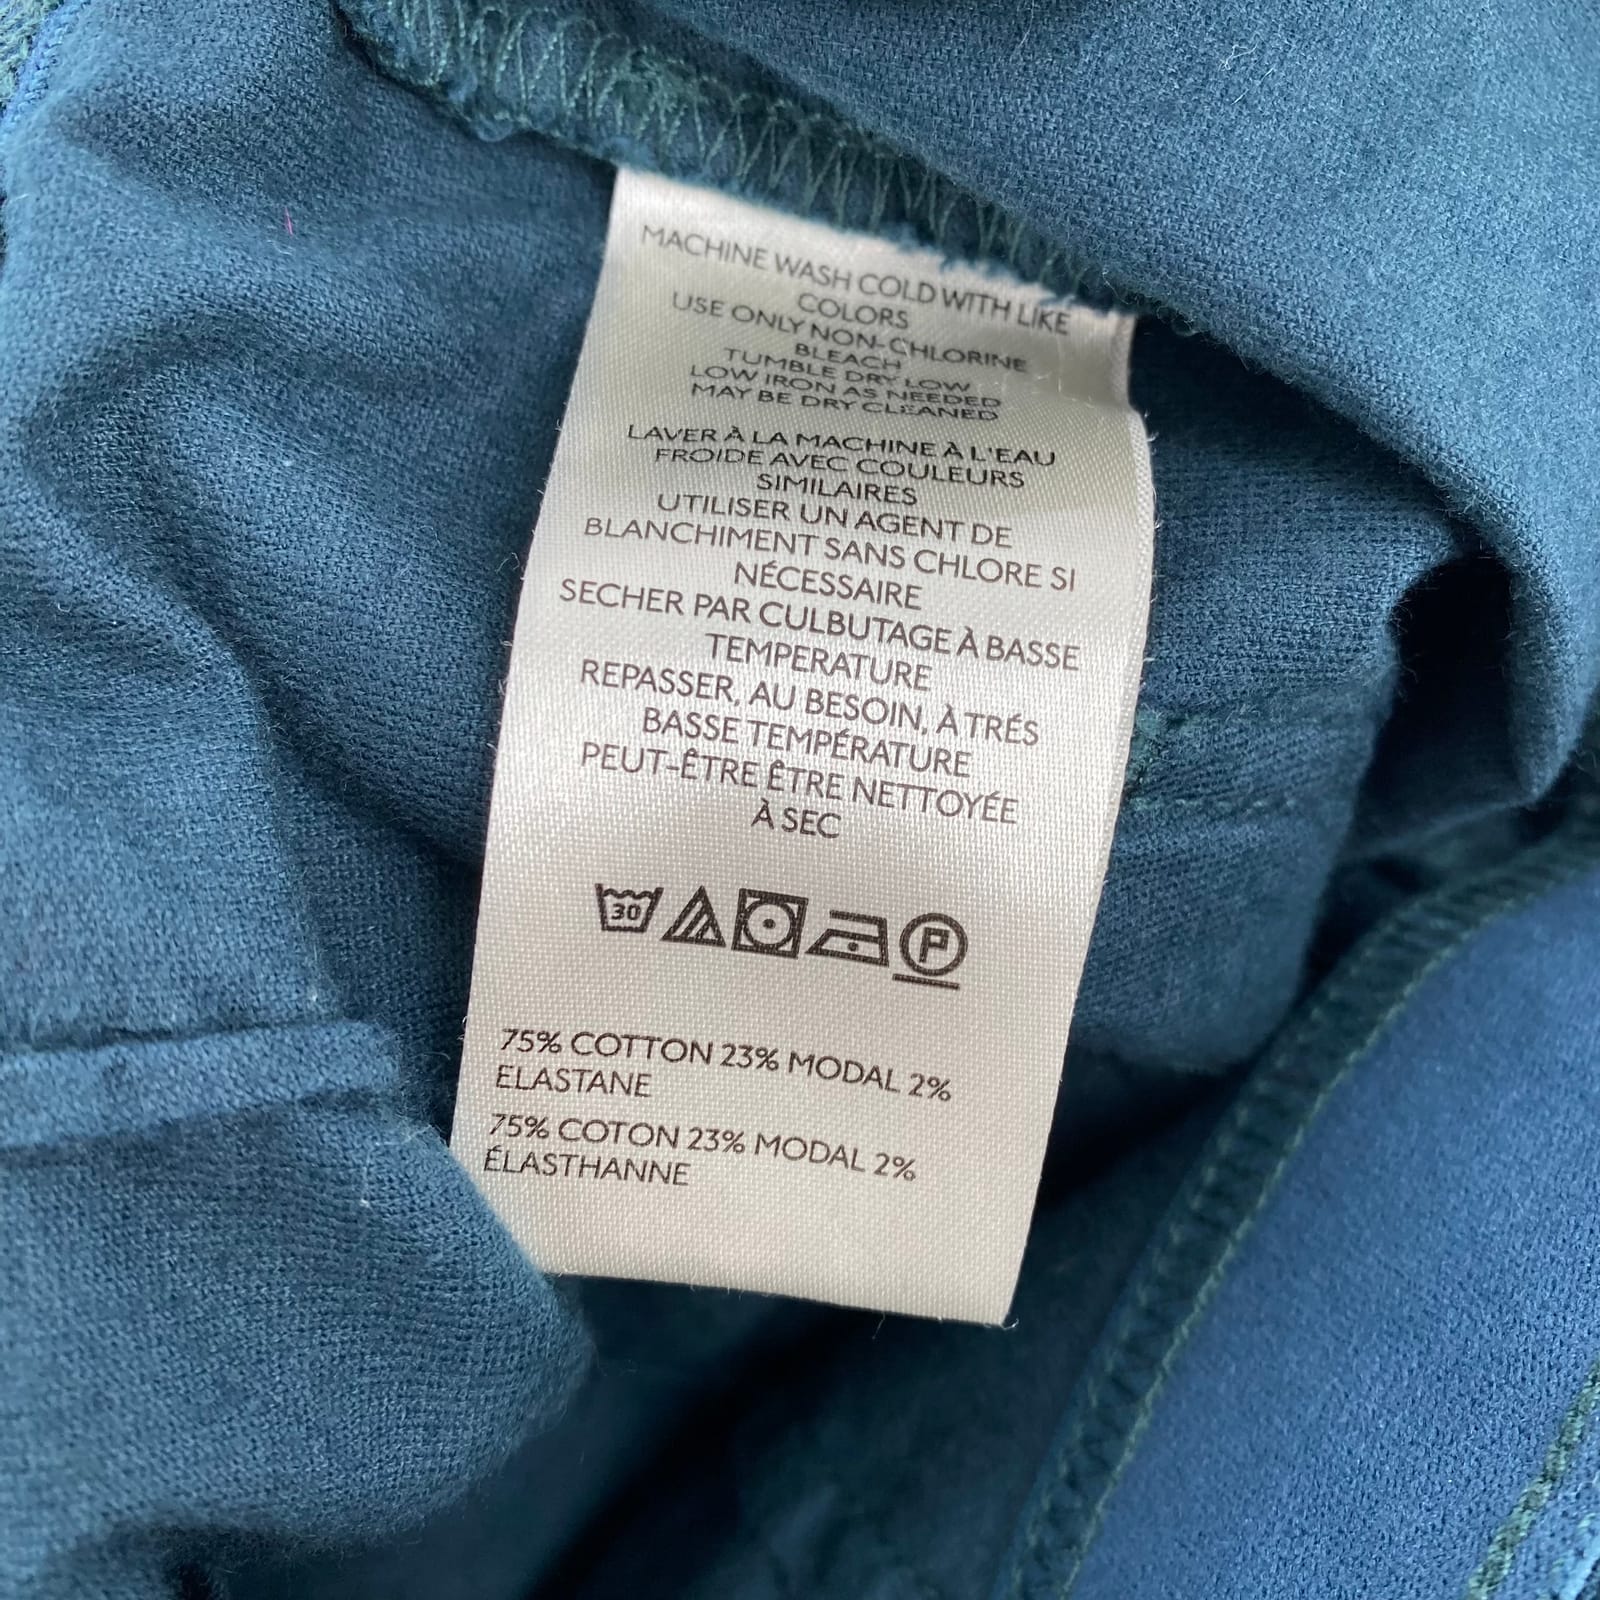 MACHINE WASH COLD WITH LIKE
COLORS
USE ONLY NON-CHLORINE
BLEACH
TUMBLE DRY LOW
LOW IRON AS NEEDED
MAY BE DRY CLEANED
LAVER À LA MACHINE À L'EAU
FROIDE AVEC COULEURS
SIMILAIRES
UTILISER UN AGENT DE
BLANCHIMENT SANS CHLORE SI
NÉCESSAIRE
SECHER PAR CULBUTAGE À BASSE
TEMPERATURE
REPASSER, AU BESOIN, À TRÉS
BASSE TEMPÉRATURE
PEUT-ÊTRE ÊTRE NETTOYÉE
À SEC
30 P
75% COTTON 23% MODAL 2%
ELASTANE
75% COTON 23% MODAL 2%
ÉLASTHANNE